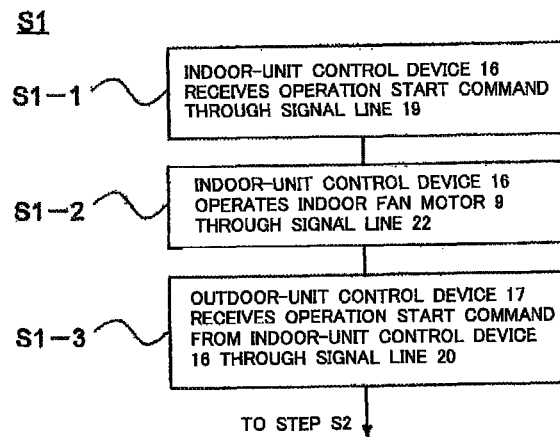 S1
S1-1
INDOOR-UNIT CONTROL DEVICE 16
RECEIVES OPERATION START COMMAND
THROUGH SIGNAL LINE 19
S1-2
INDOOR-UNIT CONTROL DEVICE 16
OPERATES INDOOR FAN MOTOR 9
THROUGH SIGNAL LINE 22
S1-3
OUTDOOR-UNIT CONTROL DEVICE 17
RECEIVES OPERATION START COMMAND
FROM INDOOR-UNIT CONTROL DEVICE
16 THROUGH SIGNAL LINE 20
TO STEP S2